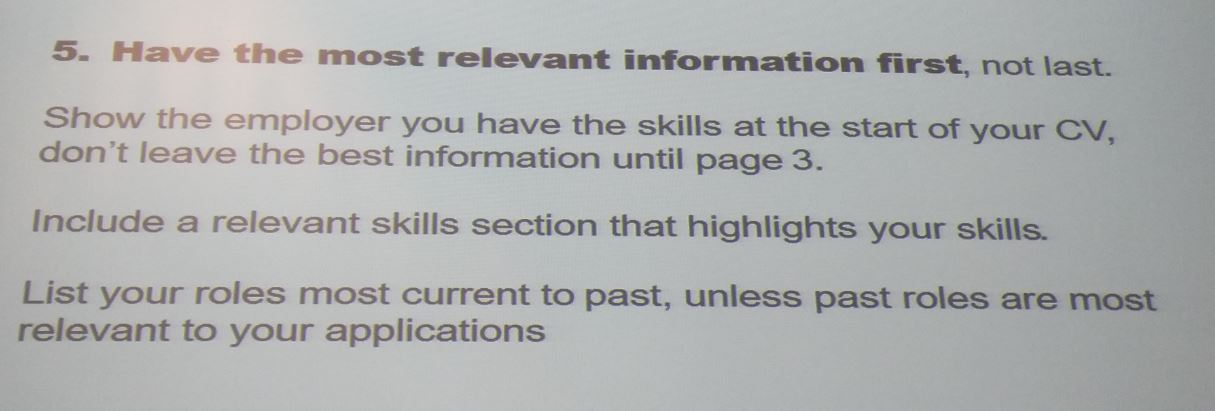 5. Have the most relevant information first, not last.
Show the employer you have the skills at the start of your CV,
don't leave the best information until page 3.
Include a relevant skills section that highlights your skills.
List your roles most current to past, unless past roles are most
relevant to your applications